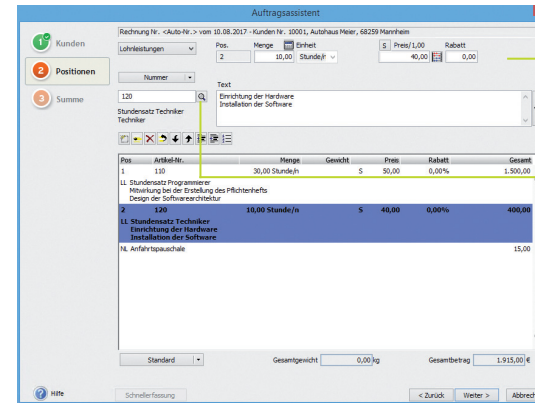 Auftragsassistent
Rechnung Nr. <Auto-Nr.> vom 10.08.2017 - Kunden Nr. 10001, Autohaus Meier, 68259 Mannheim
1 Kunden
2 Positionen
3 Summe
Lohnleistungen
Pos. Menge Einheit S Preis/1,00 Rabatt
2 10,00 Stunde/n 40,00 0,00
Nummer
Text
120
Einrichtung der Hardware
Installation der Software
Stundensatz Techniker
Techniker
Pos Artikel-Nr. Menge Gewicht Preis Rabatt Gesamt
1 110 30,00 Stunde/n S 50,00 0,00% 1.500,00
LL Stundensatz Programmierer
Mitwirkung bei der Erstellung des Pflichtenhefts
Design der Softwarearchitektur
2 120 10,00 Stunde/n S 40,00 0,00% 400,00
LL Stundensatz Techniker
Einrichtung der Hardware
Installation der Software
NL Anfahrtspauschale 15,00
Standard Gesamtgewicht 0,00 kg Gesamtbetrag 1.915,00 €
Hilfe Schnellerfassung < Zurück Weiter > Abbrech